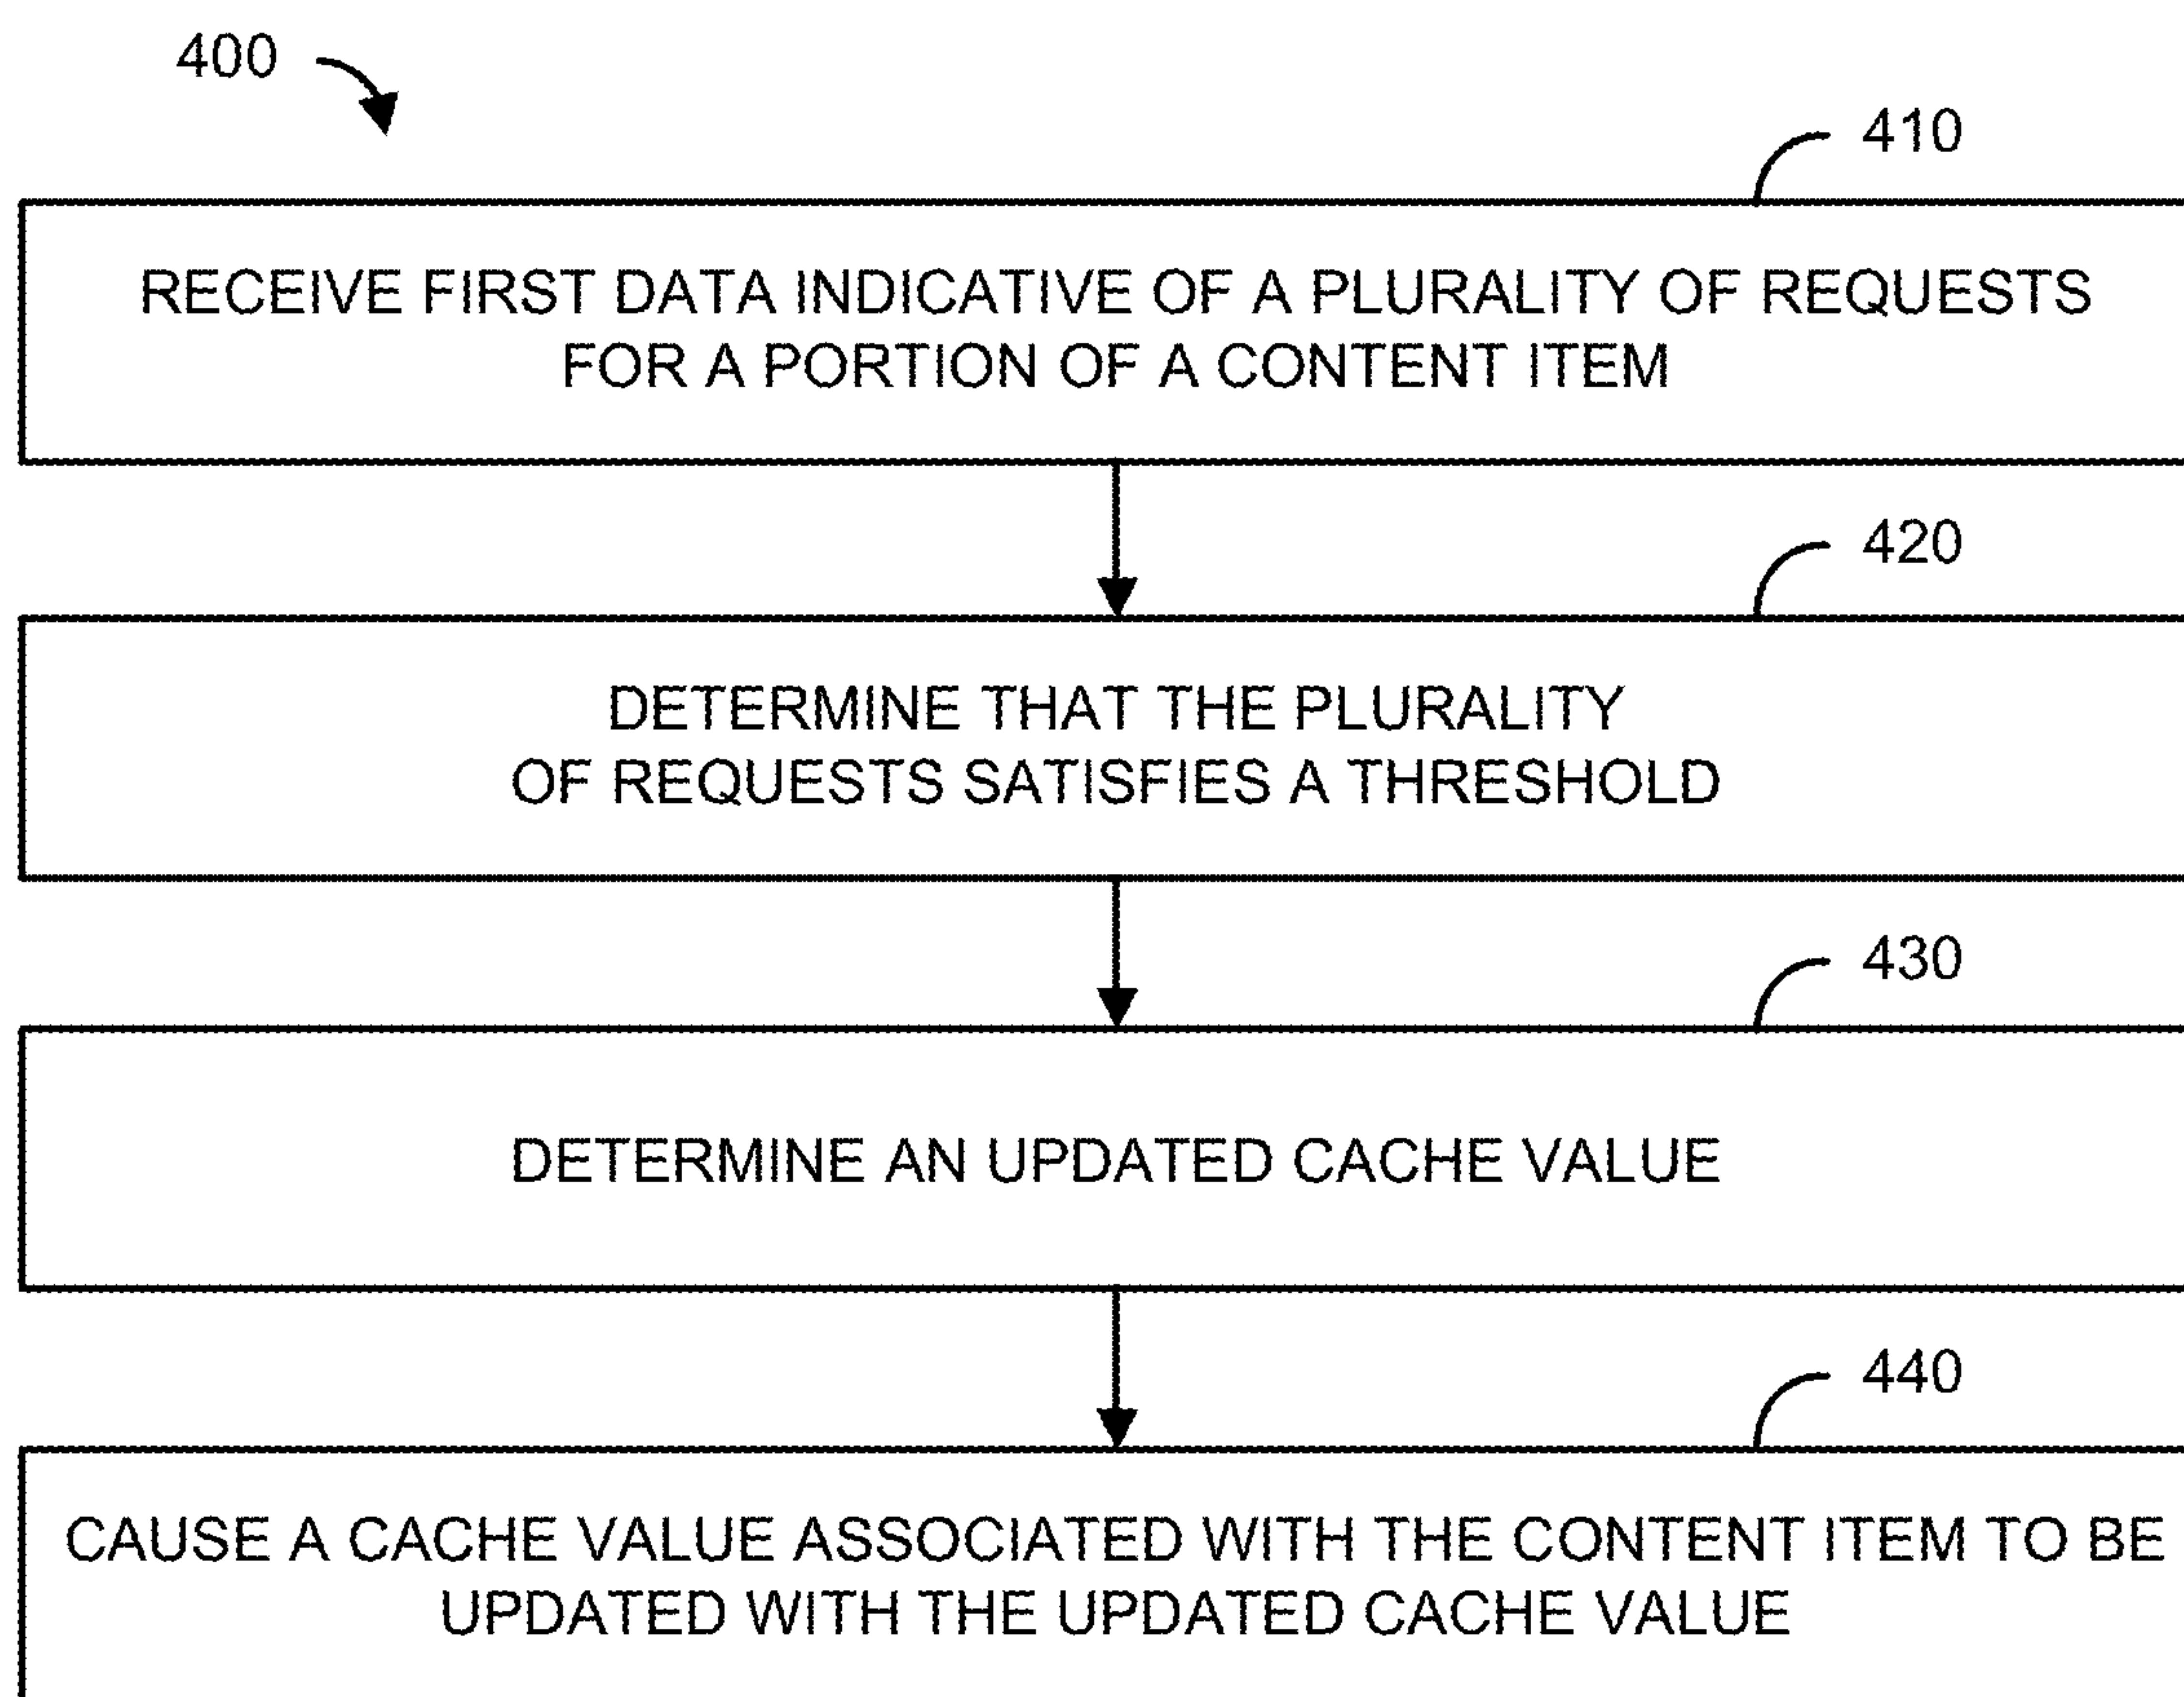 400
410
RECEIVE FIRST DATA INDICATIVE OF A PLURALITY OF REQUESTS
FOR A PORTION OF A CONTENT ITEM
420
DETERMINE THAT THE PLURALITY
OF REQUESTS SATISFIES A THRESHOLD
430
DETERMINE AN UPDATED CACHE VALUE
440
CAUSE A CACHE VALUE ASSOCIATED WITH THE CONTENT ITEM TO BE
UPDATED WITH THE UPDATED CACHE VALUE